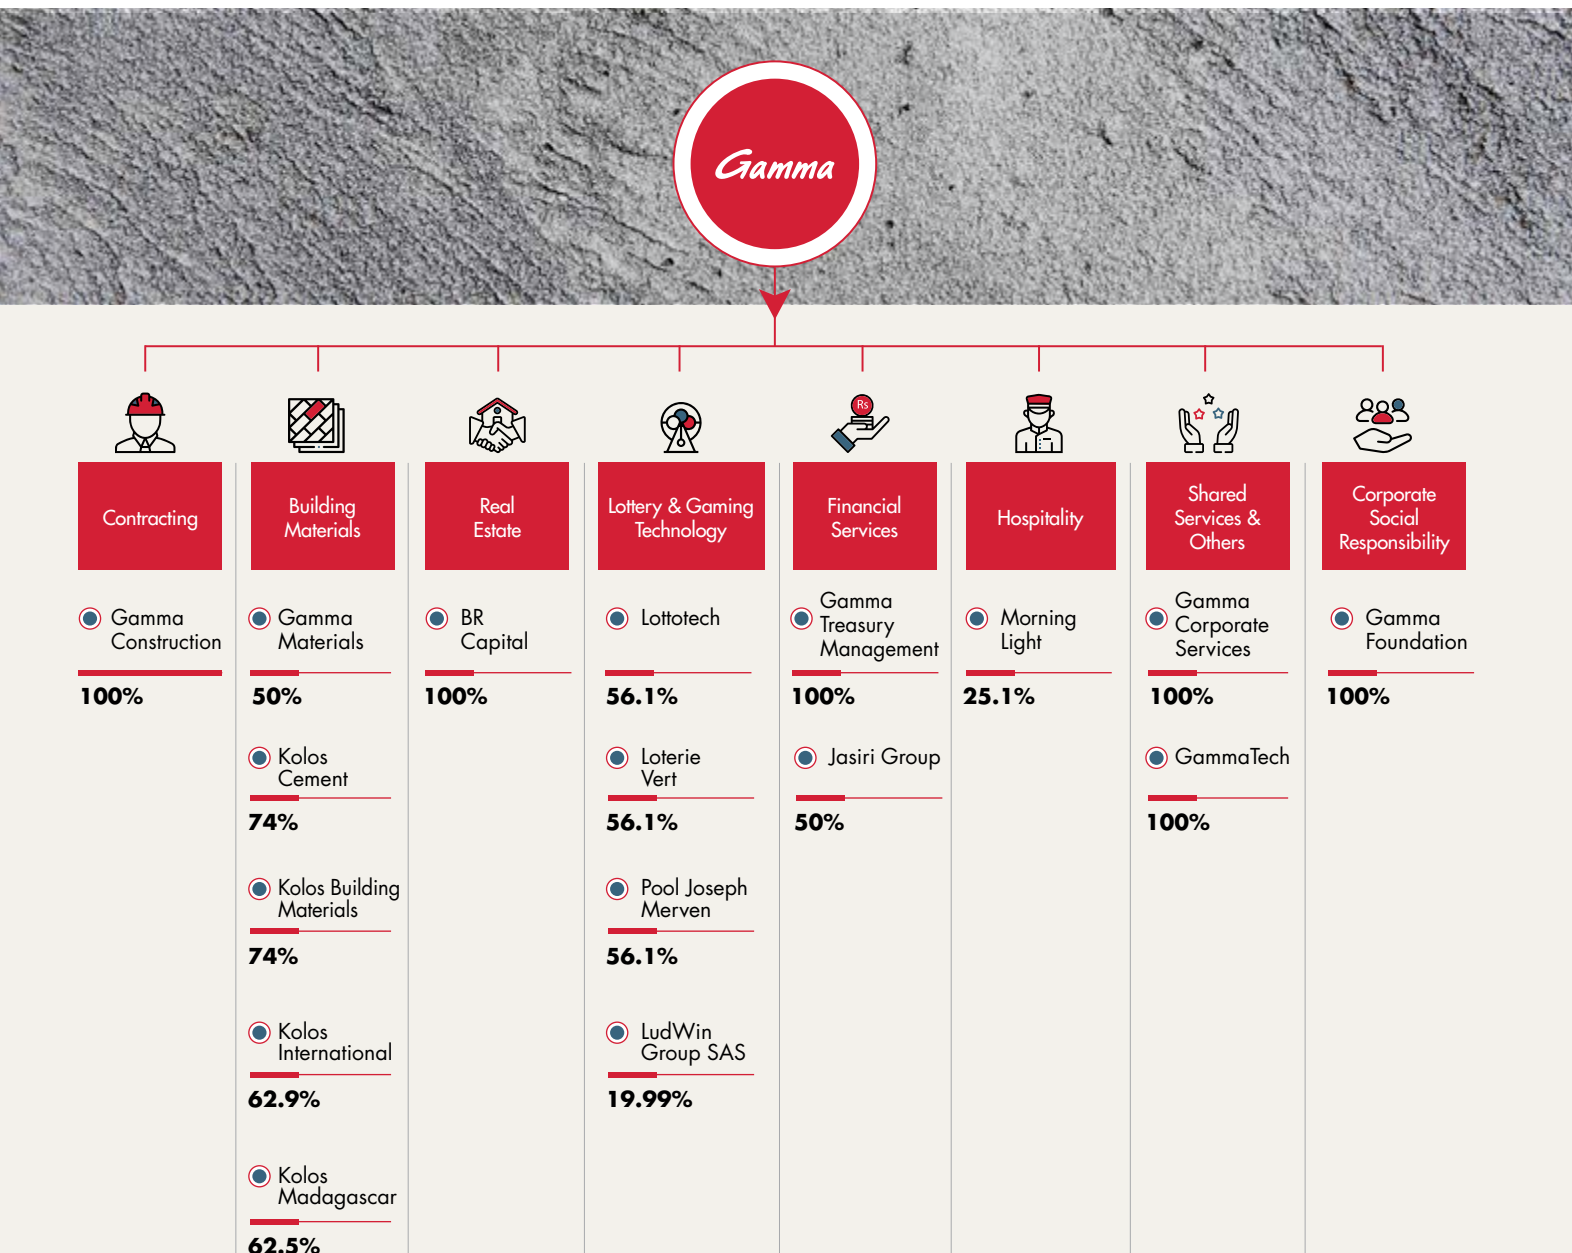 Gamma
Rs
Contracting
Building
Materials
Real
Estate
Lottery & Gaming
Technology
Financial
Services
Hospitality
Shared
Services &
Others
Corporate
Social
Responsibility
Gamma
Construction
100%
Gamma
Materials
50%
Kolos
Cement
74%
Kolos Building
Materials
74%
Kolos
International
62.9%
Kolos
Madagascar
62.5%
BR
Capital
100%
Lottotech
56.1%
Loterie
Vert
56.1%
Pool Joseph
Merven
56.1%
LudWin
Group SAS
19.99%
Gamma
Treasury
Management
100%
Jasiri Group
50%
Morning
Light
25.1%
Gamma
Corporate
Services
100%
GammaTech
100%
Gamma
Foundation
100%